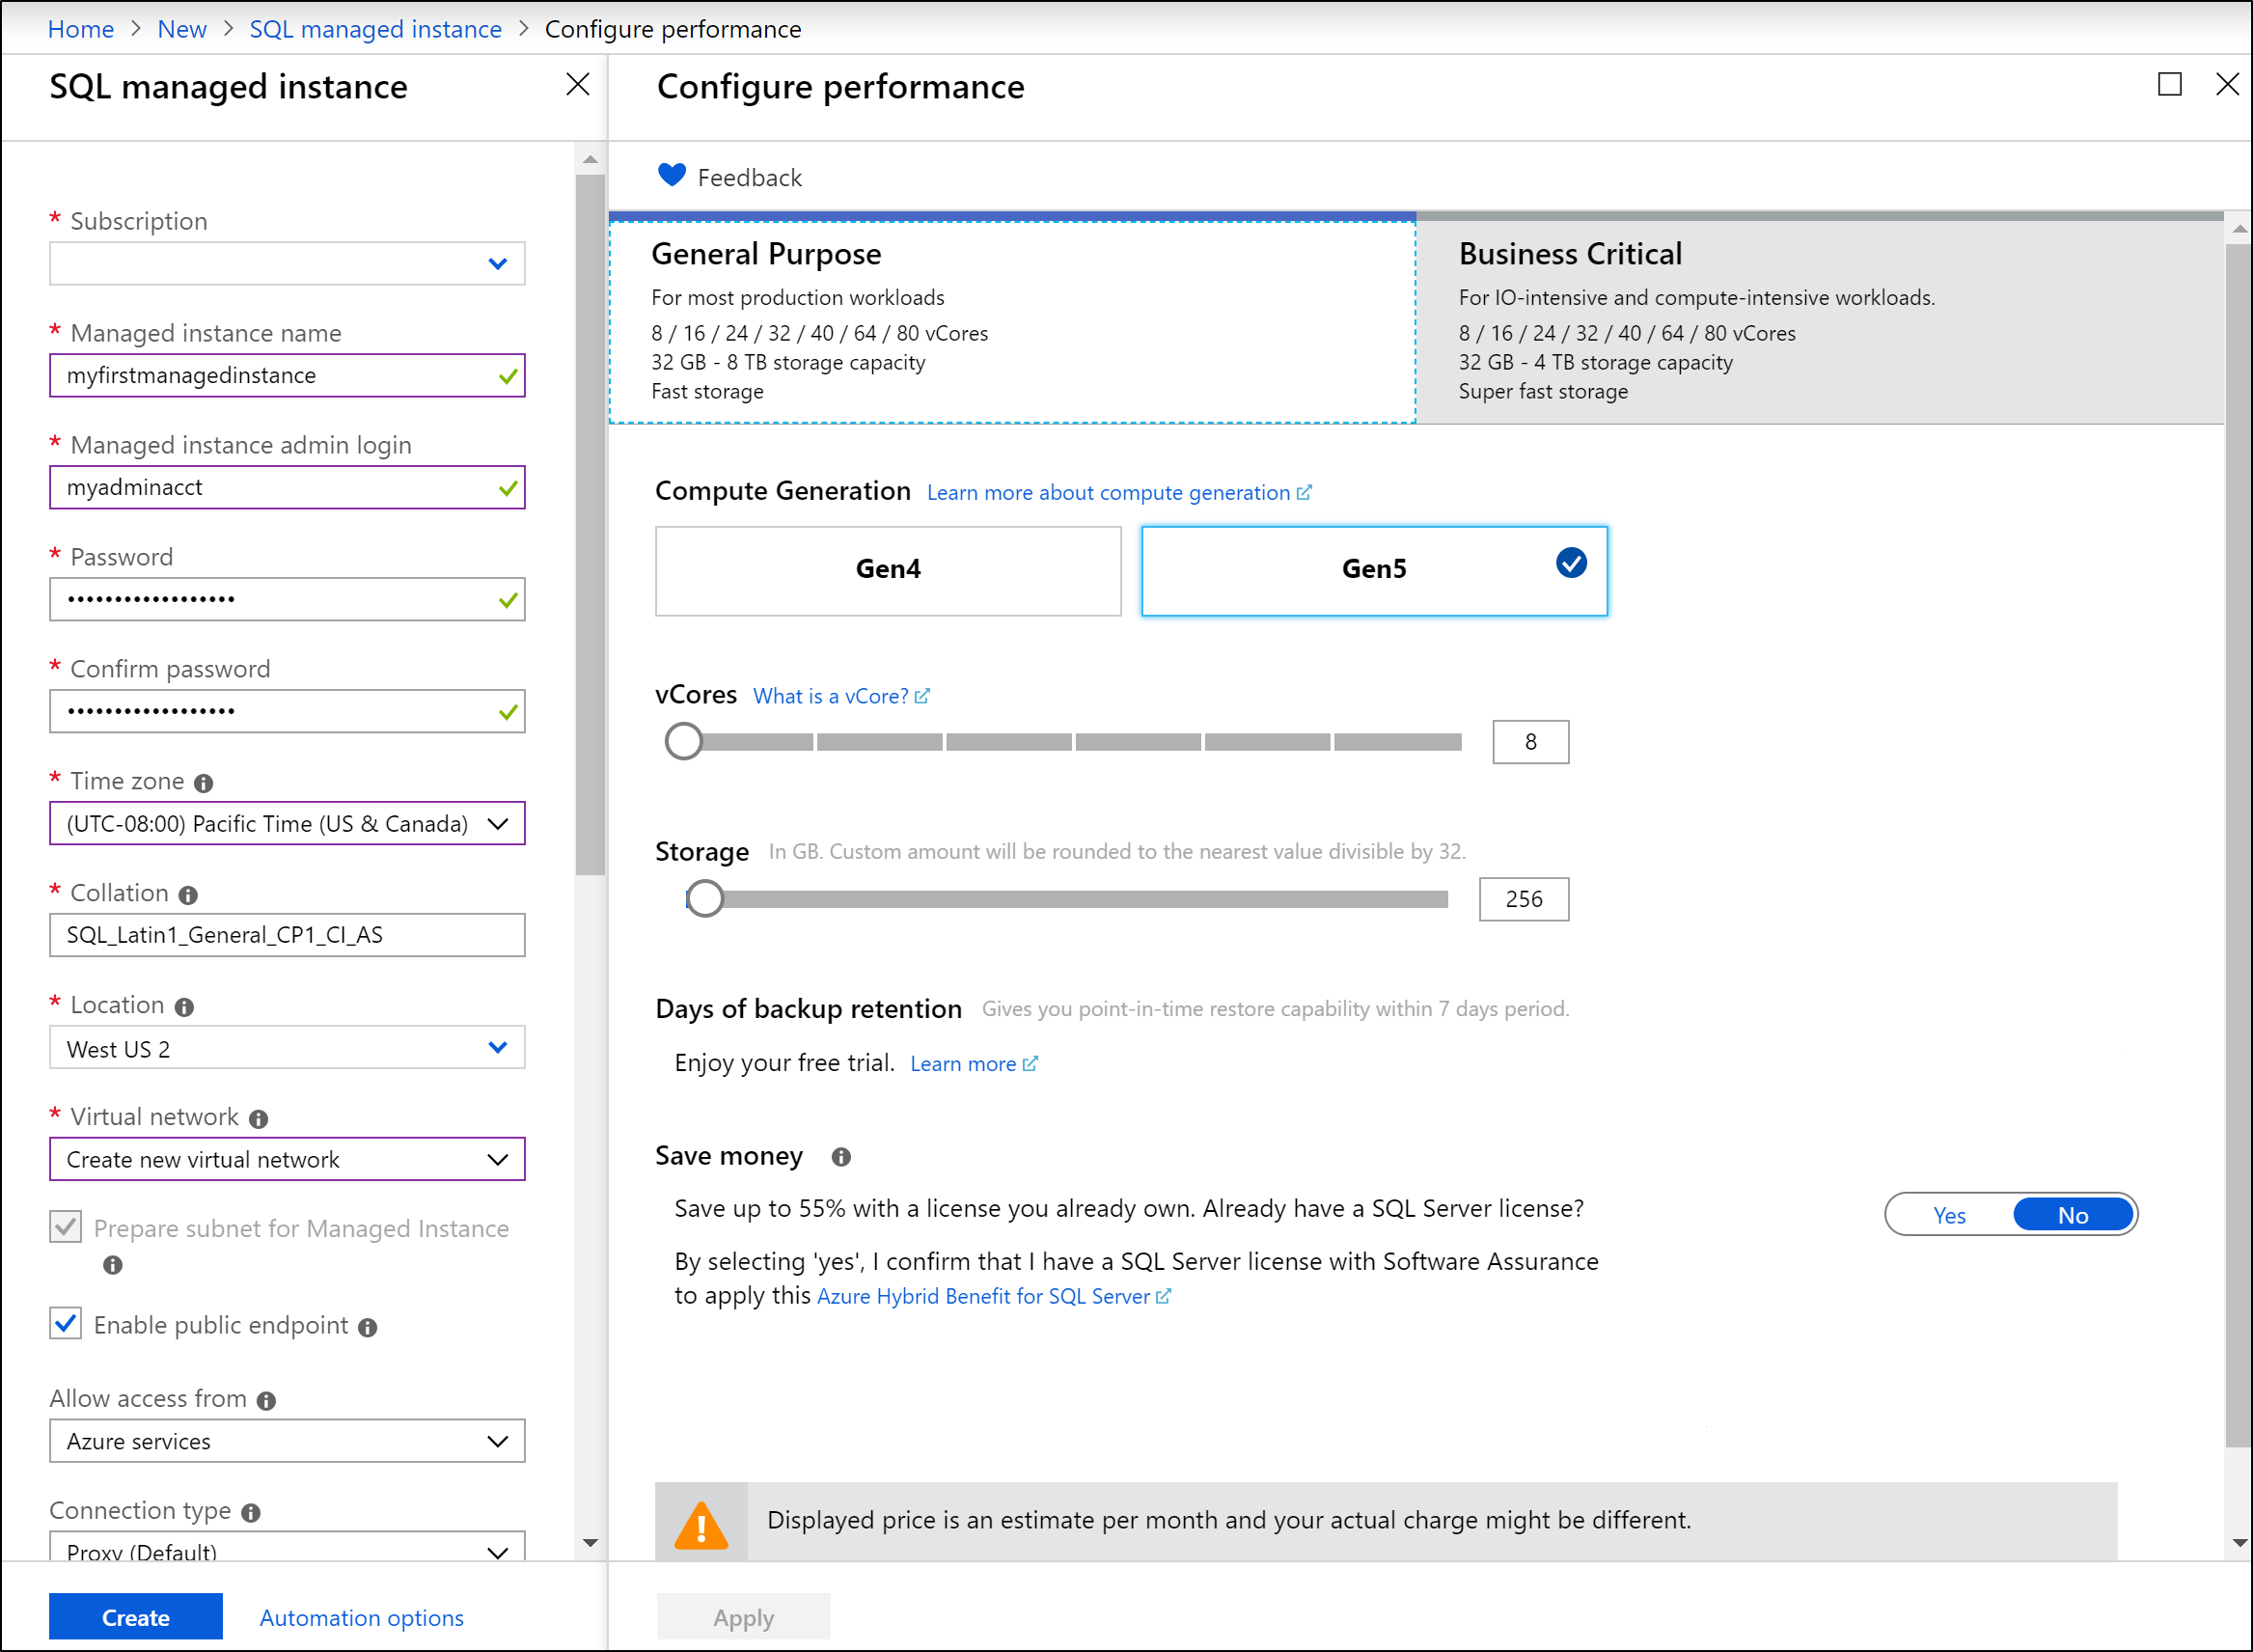 Home > New > SQL managed instance > Configure performance
SQL managed instance
* Subscription
* Managed instance name
myfirstmanagedinstance
* Managed instance admin login
myadminacct
* Password
••••••••••••••••••
* Confirm password
••••••••••••••••••
* Time zone
(UTC-08:00) Pacific Time (US & Canada)
* Collation
SQL_Latin1_General_CP1_CI_AS
* Location
West US 2
* Virtual network
Create new virtual network
Prepare subnet for Managed Instance
Enable public endpoint
Allow access from
Azure services
Connection type
Proxy (Default)
Create
Automation options
Configure performance
Feedback
General Purpose
For most production workloads
8 / 16 / 24 / 32 / 40 / 64 / 80 vCores
32 GB - 8 TB storage capacity
Fast storage
Business Critical
For IO-intensive and compute-intensive workloads.
8 / 16 / 24 / 32 / 40 / 64 / 80 vCores
32 GB - 4 TB storage capacity
Super fast storage
Compute Generation Learn more about compute generation
Gen4
Gen5
vCores What is a vCore?
8
Storage In GB. Custom amount will be rounded to the nearest value divisible by 32.
256
Days of backup retention Gives you point-in-time restore capability within 7 days period.
Enjoy your free trial. Learn more
Save money
Save up to 55% with a license you already own. Already have a SQL Server license?
Yes No
By selecting 'yes', I confirm that I have a SQL Server license with Software Assurance
to apply this Azure Hybrid Benefit for SQL Server
Displayed price is an estimate per month and your actual charge might be different.
Apply